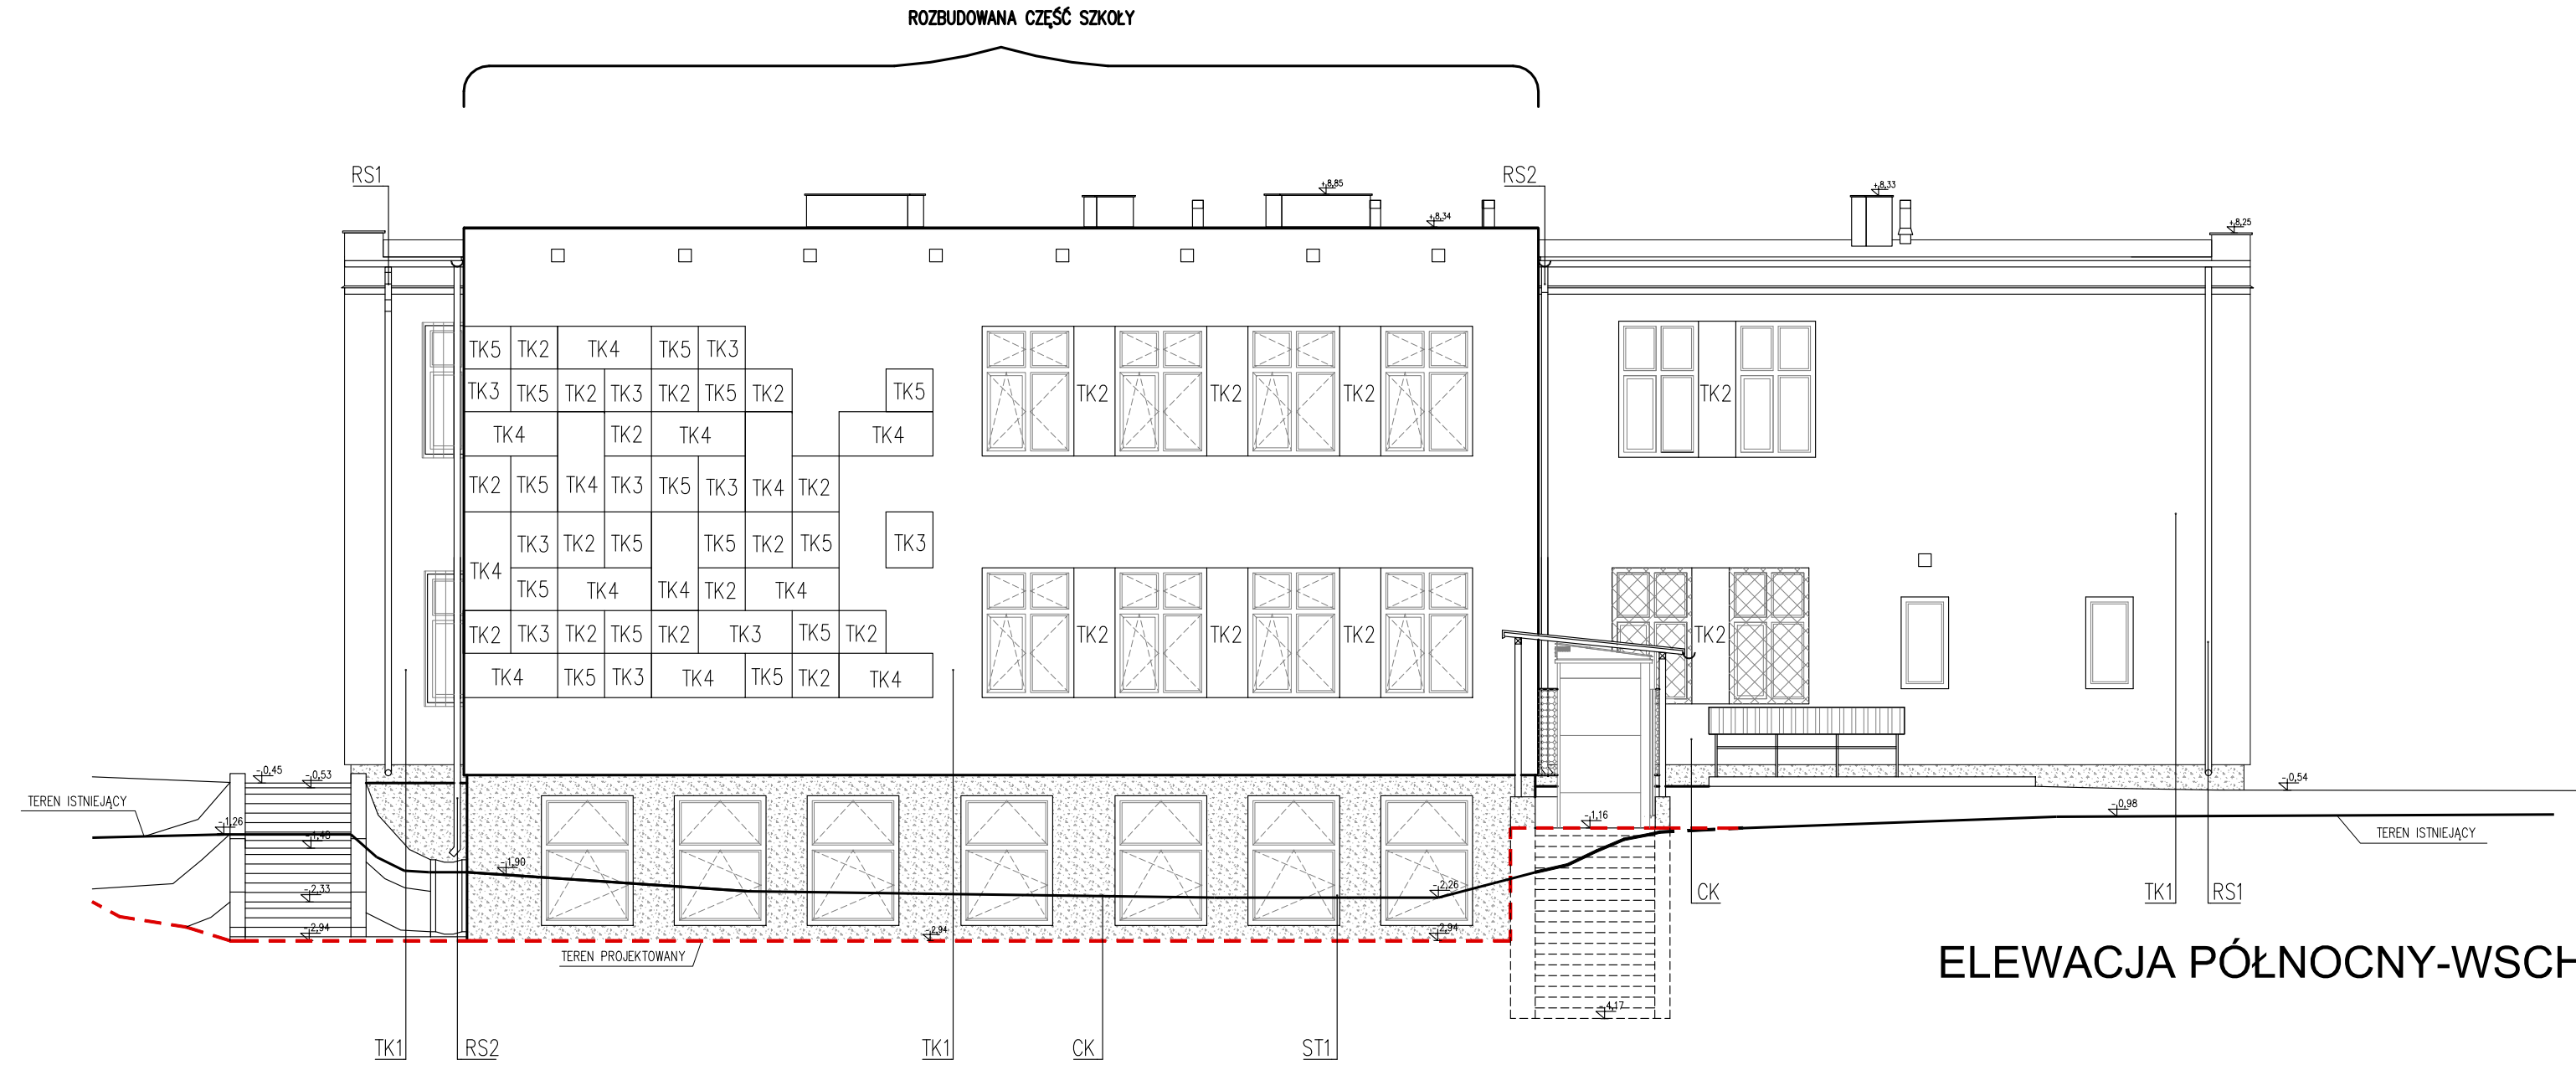 ROZBUDOWANA CZĘŚĆ SZKOŁY
RS1
RS2
+8,85
+8,33
+8,34
+8,25
TK5 TK2 TK4 TK5 TK3
TK3 TK5 TK2 TK3 TK2 TK5 TK2 TK5
TK2 TK2 TK2 TK2
TK4 TK2 TK4 TK4
TK2 TK5 TK4 TK3 TK5 TK3 TK4 TK2
TK3 TK2 TK5 TK5 TK2 TK5 TK3
TK4
TK5 TK4 TK4 TK2 TK4
TK2 TK3 TK2 TK5 TK2 TK3 TK5 TK2
TK2 TK2 TK2 TK2
TK4 TK5 TK3 TK4 TK5 TK2 TK4
-0,45
-0,53
-0,54
TEREN ISTNIEJĄCY
-0,98
-1,26
-1,16
-1,48
TEREN ISTNIEJĄCY
-1,90
-2,33
-2,26
CK
TK1
RS1
-2,94
-2,94
-2,94
TEREN PROJEKTOWANY
ELEWACJA PÓŁNOCNY-WSCH
-4,17
TK1
RS2
TK1
CK
ST1